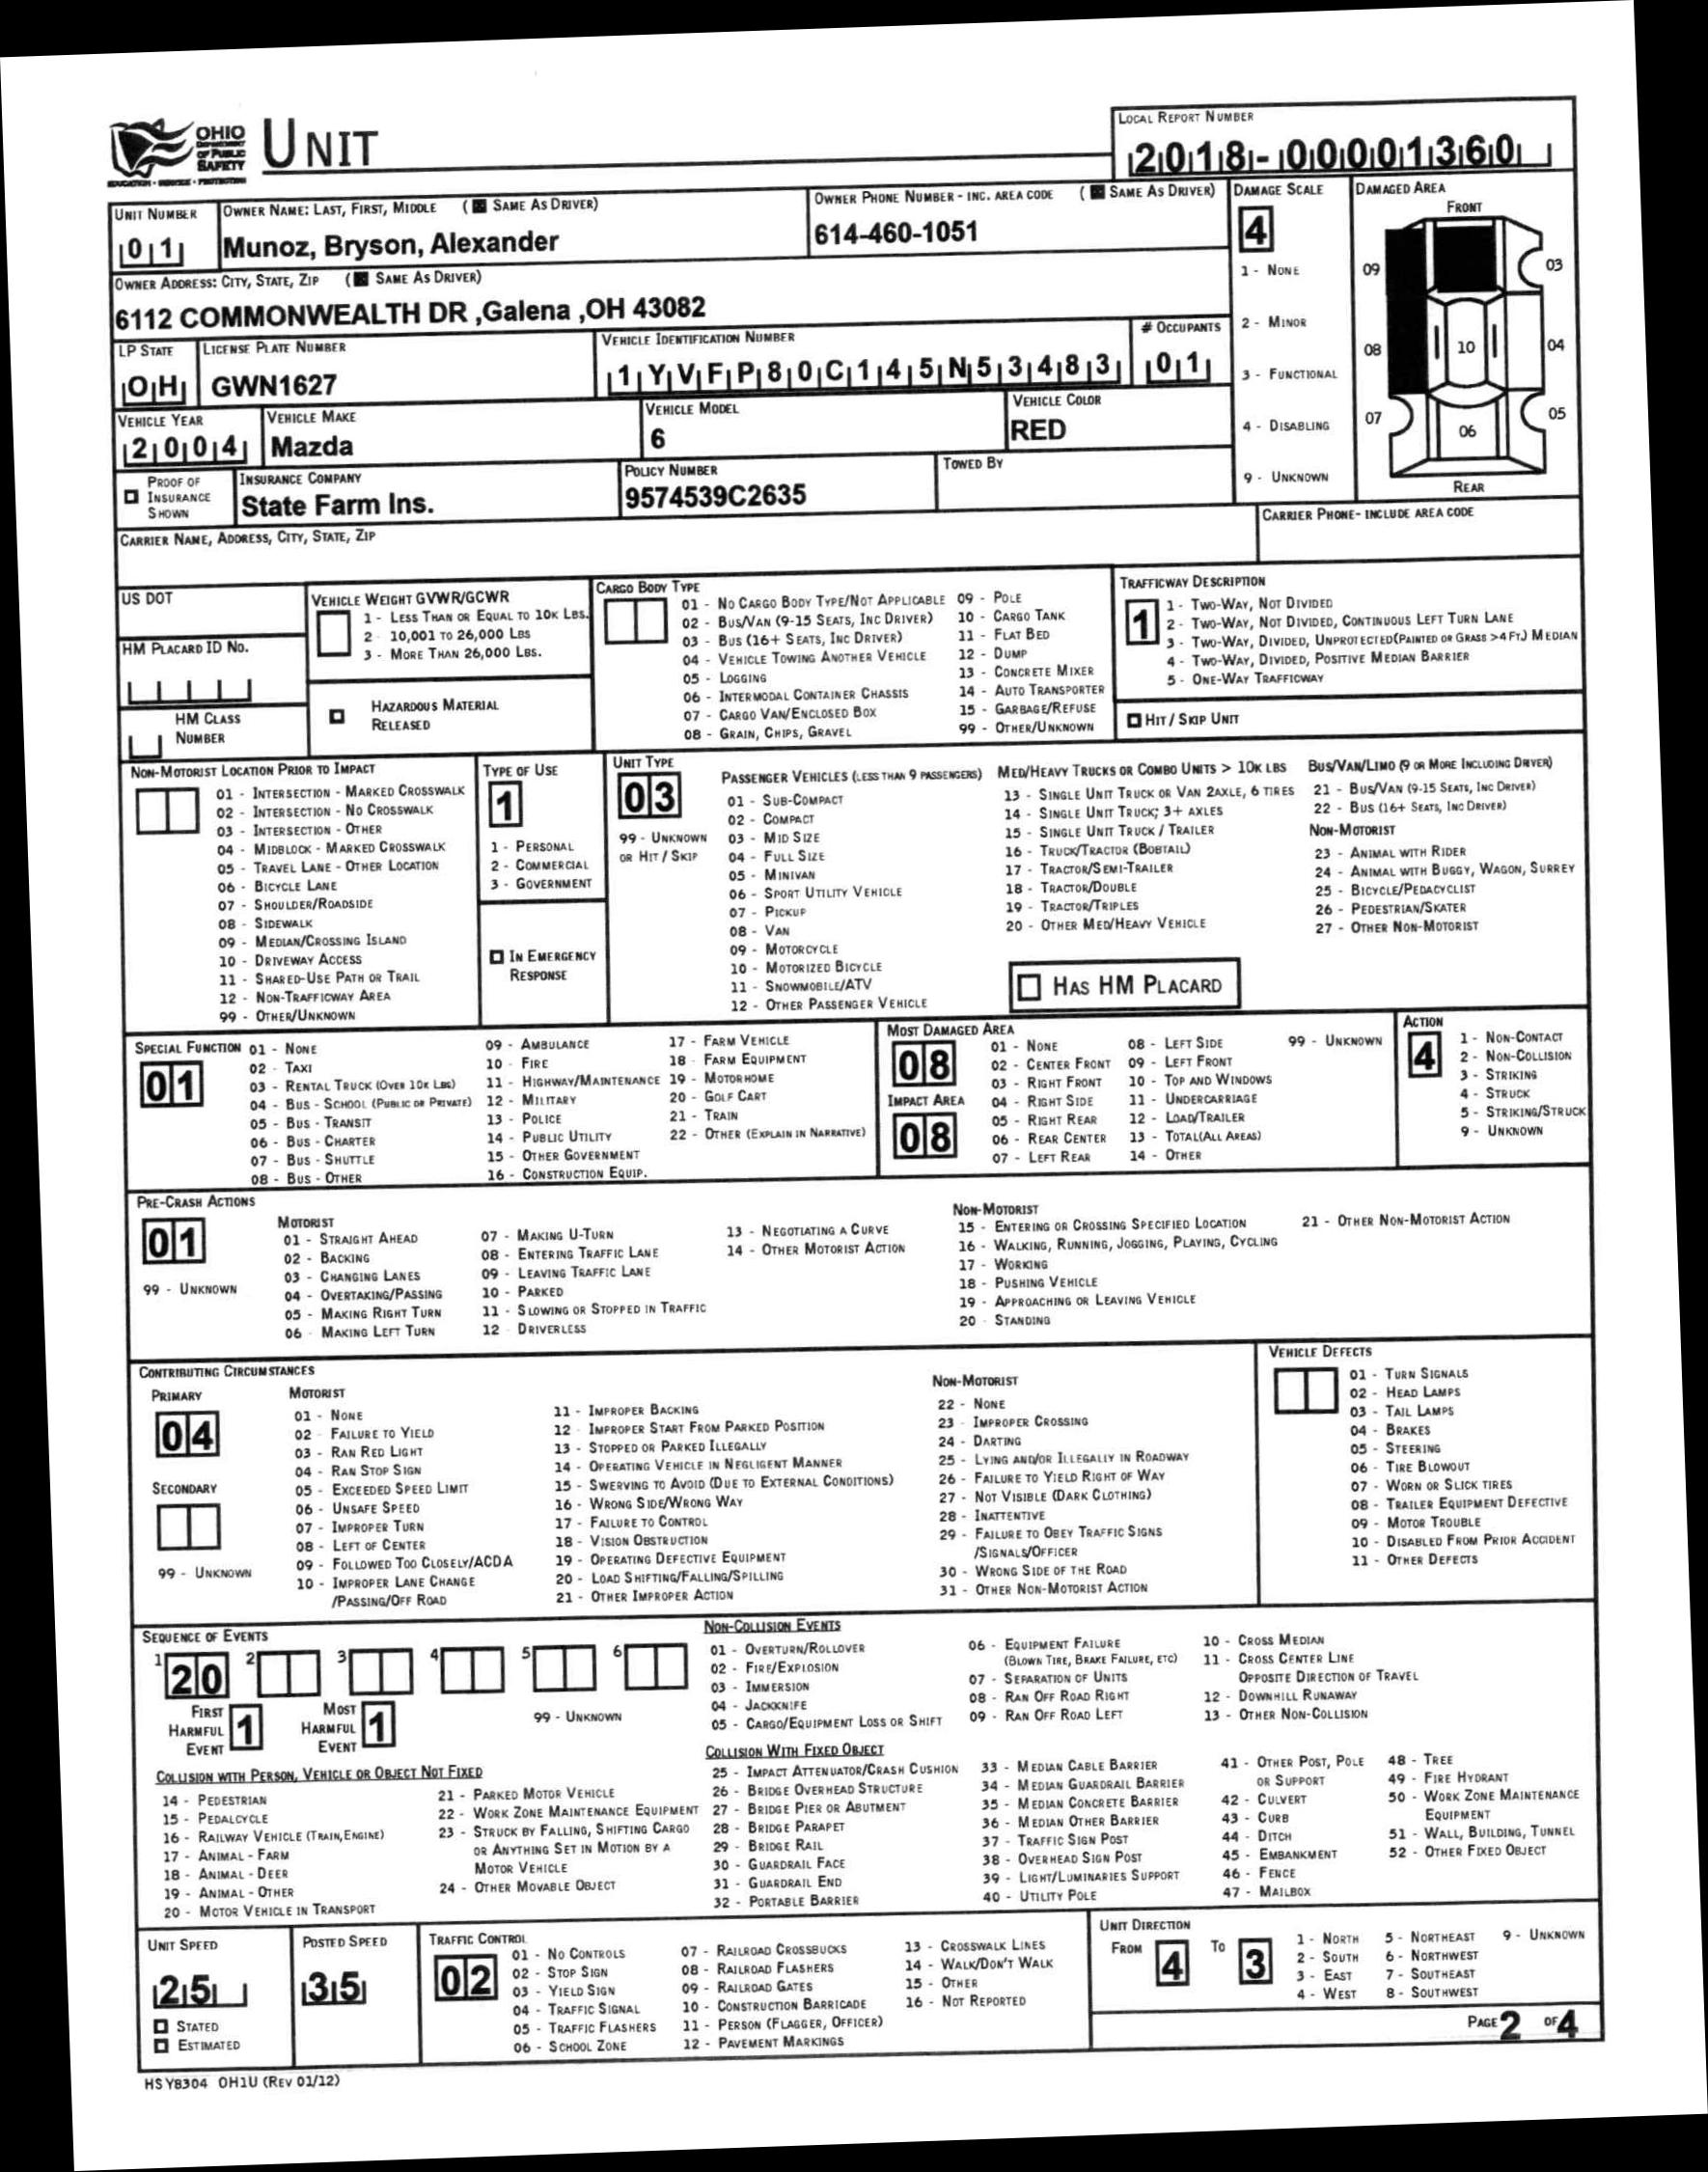 OHIO
DEPARTMENT
OF PUBLIC
SAFETY
EDUCATION - SERVICE - PROTECTION
UNIT
LOCAL REPORT NUMBER
2018-00001360
UNIT NUMBER
01
OWNER NAME: LAST, FIRST, MIDDLE ( SAME AS DRIVER)
Munoz, Bryson, Alexander
OWNER PHONE NUMBER - INC. AREA CODE ( SAME AS DRIVER)
614-460-1051
DAMAGE SCALE
4
1 - NONE
2 - MINOR
3 - FUNCTIONAL
4 - DISABLING
9 - UNKNOWN
DAMAGED AREA
FRONT
09
03
08
10
04
07
06
05
REAR
OWNER ADDRESS: CITY, STATE, ZIP ( SAME AS DRIVER)
6112 COMMONWEALTH DR ,Galena ,OH 43082
LP STATE
OH
LICENSE PLATE NUMBER
GWN1627
VEHICLE IDENTIFICATION NUMBER
1YVFP80C145N53483
# OCCUPANTS
01
VEHICLE YEAR
2004
VEHICLE MAKE
Mazda
VEHICLE MODEL
6
VEHICLE COLOR
RED
PROOF OF
INSURANCE
SHOWN
INSURANCE COMPANY
State Farm Ins.
POLICY NUMBER
9574539C2635
TOWED BY
CARRIER NAME, ADDRESS, CITY, STATE, ZIP
CARRIER PHONE- INCLUDE AREA CODE
US DOT
HM PLACARD ID NO.
HM CLASS
NUMBER
VEHICLE WEIGHT GVWR/GCWR
1 - LESS THAN OR EQUAL TO 10K LBS.
2 - 10,001 TO 26,000 LBS
3 - MORE THAN 26,000 LBS.
HAZARDOUS MATERIAL
RELEASED
CARGO BODY TYPE
01 - NO CARGO BODY TYPE/NOT APPLICABLE
02 - BUS/VAN (9-15 SEATS, INC DRIVER)
03 - BUS (16+ SEATS, INC DRIVER)
04 - VEHICLE TOWING ANOTHER VEHICLE
05 - LOGGING
06 - INTERMODAL CONTAINER CHASSIS
07 - CARGO VAN/ENCLOSED BOX
08 - GRAIN, CHIPS, GRAVEL
09 - POLE
10 - CARGO TANK
11 - FLAT BED
12 - DUMP
13 - CONCRETE MIXER
14 - AUTO TRANSPORTER
15 - GARBAGE/REFUSE
99 - OTHER/UNKNOWN
TRAFFICWAY DESCRIPTION
1
1 - TWO-WAY, NOT DIVIDED
2 - TWO-WAY, NOT DIVIDED, CONTINUOUS LEFT TURN LANE
3 - TWO-WAY, DIVIDED, UNPROTECTED(PAINTED OR GRASS >4 FT.) MEDIAN
4 - TWO-WAY, DIVIDED, POSITIVE MEDIAN BARRIER
5 - ONE-WAY TRAFFICWAY
HIT / SKIP UNIT
NON-MOTORIST LOCATION PRIOR TO IMPACT
01 - INTERSECTION - MARKED CROSSWALK
02 - INTERSECTION - NO CROSSWALK
03 - INTERSECTION - OTHER
04 - MIDBLOCK - MARKED CROSSWALK
05 - TRAVEL LANE - OTHER LOCATION
06 - BICYCLE LANE
07 - SHOULDER/ROADSIDE
08 - SIDEWALK
09 - MEDIAN/CROSSING ISLAND
10 - DRIVEWAY ACCESS
11 - SHARED-USE PATH OR TRAIL
12 - NON-TRAFFICWAY AREA
99 - OTHER/UNKNOWN
TYPE OF USE
1
1 - PERSONAL
2 - COMMERCIAL
3 - GOVERNMENT
IN EMERGENCY
RESPONSE
UNIT TYPE
03
99 - UNKNOWN
OR HIT / SKIP
PASSENGER VEHICLES (LESS THAN 9 PASSENGERS)
01 - SUB-COMPACT
02 - COMPACT
03 - MID SIZE
04 - FULL SIZE
05 - MINIVAN
06 - SPORT UTILITY VEHICLE
07 - PICKUP
08 - VAN
09 - MOTORCYCLE
10 - MOTORIZED BICYCLE
11 - SNOWMOBILE/ATV
12 - OTHER PASSENGER VEHICLE
MED/HEAVY TRUCKS OR COMBO UNITS > 10K LBS
13 - SINGLE UNIT TRUCK OR VAN 2AXLE, 6 TIRES
14 - SINGLE UNIT TRUCK; 3+ AXLES
15 - SINGLE UNIT TRUCK / TRAILER
16 - TRUCK/TRACTOR (BOBTAIL)
17 - TRACTOR/SEMI-TRAILER
18 - TRACTOR/DOUBLE
19 - TRACTOR/TRIPLES
20 - OTHER MED/HEAVY VEHICLE
HAS HM PLACARD
BUS/VAN/LIMO (9 OR MORE INCLUDING DRIVER)
21 - BUS/VAN (9-15 SEATS, INC DRIVER)
22 - BUS (16+ SEATS, INC DRIVER)
NON-MOTORIST
23 - ANIMAL WITH RIDER
24 - ANIMAL WITH BUGGY, WAGON, SURREY
25 - BICYCLE/PEDACYCLIST
26 - PEDESTRIAN/SKATER
27 - OTHER NON-MOTORIST
SPECIAL FUNCTION
01
01 - NONE
02 - TAXI
03 - RENTAL TRUCK (OVER 10K LBS)
04 - BUS - SCHOOL (PUBLIC OR PRIVATE)
05 - BUS - TRANSIT
06 - BUS - CHARTER
07 - BUS - SHUTTLE
08 - BUS - OTHER
09 - AMBULANCE
10 - FIRE
11 - HIGHWAY/MAINTENANCE
12 - MILITARY
13 - POLICE
14 - PUBLIC UTILITY
15 - OTHER GOVERNMENT
16 - CONSTRUCTION EQUIP.
17 - FARM VEHICLE
18 - FARM EQUIPMENT
19 - MOTORHOME
20 - GOLF CART
21 - TRAIN
22 - OTHER (EXPLAIN IN NARRATIVE)
MOST DAMAGED AREA
08
IMPACT AREA
08
01 - NONE
02 - CENTER FRONT
03 - RIGHT FRONT
04 - RIGHT SIDE
05 - RIGHT REAR
06 - REAR CENTER
07 - LEFT REAR
08 - LEFT SIDE
09 - LEFT FRONT
10 - TOP AND WINDOWS
11 - UNDERCARRIAGE
12 - LOAD/TRAILER
13 - TOTAL(ALL AREAS)
14 - OTHER
99 - UNKNOWN
ACTION
4
1 - NON-CONTACT
2 - NON-COLLISION
3 - STRIKING
4 - STRUCK
5 - STRIKING/STRUCK
9 - UNKNOWN
PRE-CRASH ACTIONS
01
99 - UNKNOWN
MOTORIST
01 - STRAIGHT AHEAD
02 - BACKING
03 - CHANGING LANES
04 - OVERTAKING/PASSING
05 - MAKING RIGHT TURN
06 - MAKING LEFT TURN
07 - MAKING U-TURN
08 - ENTERING TRAFFIC LANE
09 - LEAVING TRAFFIC LANE
10 - PARKED
11 - SLOWING OR STOPPED IN TRAFFIC
12 - DRIVERLESS
13 - NEGOTIATING A CURVE
14 - OTHER MOTORIST ACTION
NON-MOTORIST
15 - ENTERING OR CROSSING SPECIFIED LOCATION
16 - WALKING, RUNNING, JOGGING, PLAYING, CYCLING
17 - WORKING
18 - PUSHING VEHICLE
19 - APPROACHING OR LEAVING VEHICLE
20 - STANDING
21 - OTHER NON-MOTORIST ACTION
CONTRIBUTING CIRCUMSTANCES
PRIMARY
04
SECONDARY
99 - UNKNOWN
MOTORIST
01 - NONE
02 - FAILURE TO YIELD
03 - RAN RED LIGHT
04 - RAN STOP SIGN
05 - EXCEEDED SPEED LIMIT
06 - UNSAFE SPEED
07 - IMPROPER TURN
08 - LEFT OF CENTER
09 - FOLLOWED TOO CLOSELY/ACDA
10 - IMPROPER LANE CHANGE
/PASSING/OFF ROAD
11 - IMPROPER BACKING
12 - IMPROPER START FROM PARKED POSITION
13 - STOPPED OR PARKED ILLEGALLY
14 - OPERATING VEHICLE IN NEGLIGENT MANNER
15 - SWERVING TO AVOID (DUE TO EXTERNAL CONDITIONS)
16 - WRONG SIDE/WRONG WAY
17 - FAILURE TO CONTROL
18 - VISION OBSTRUCTION
19 - OPERATING DEFECTIVE EQUIPMENT
20 - LOAD SHIFTING/FALLING/SPILLING
21 - OTHER IMPROPER ACTION
NON-MOTORIST
22 - NONE
23 - IMPROPER CROSSING
24 - DARTING
25 - LYING AND/OR ILLEGALLY IN ROADWAY
26 - FAILURE TO YIELD RIGHT OF WAY
27 - NOT VISIBLE (DARK CLOTHING)
28 - INATTENTIVE
29 - FAILURE TO OBEY TRAFFIC SIGNS
/SIGNALS/OFFICER
30 - WRONG SIDE OF THE ROAD
31 - OTHER NON-MOTORIST ACTION
VEHICLE DEFECTS
01 - TURN SIGNALS
02 - HEAD LAMPS
03 - TAIL LAMPS
04 - BRAKES
05 - STEERING
06 - TIRE BLOWOUT
07 - WORN OR SLICK TIRES
08 - TRAILER EQUIPMENT DEFECTIVE
09 - MOTOR TROUBLE
10 - DISABLED FROM PRIOR ACCIDENT
11 - OTHER DEFECTS
SEQUENCE OF EVENTS
1 20 2 3 4 5 6
FIRST
HARMFUL
EVENT
1
MOST
HARMFUL
EVENT
1
99 - UNKNOWN
NON-COLLISION EVENTS
01 - OVERTURN/ROLLOVER
02 - FIRE/EXPLOSION
03 - IMMERSION
04 - JACKKNIFE
05 - CARGO/EQUIPMENT LOSS OR SHIFT
06 - EQUIPMENT FAILURE
(BLOWN TIRE, BRAKE FAILURE, ETC)
07 - SEPARATION OF UNITS
08 - RAN OFF ROAD RIGHT
09 - RAN OFF ROAD LEFT
10 - CROSS MEDIAN
11 - CROSS CENTER LINE
OPPOSITE DIRECTION OF TRAVEL
12 - DOWNHILL RUNAWAY
13 - OTHER NON-COLLISION
COLLISION WITH PERSON, VEHICLE OR OBJECT NOT FIXED
14 - PEDESTRIAN
15 - PEDALCYCLE
16 - RAILWAY VEHICLE (TRAIN,ENGINE)
17 - ANIMAL - FARM
18 - ANIMAL - DEER
19 - ANIMAL - OTHER
20 - MOTOR VEHICLE IN TRANSPORT
21 - PARKED MOTOR VEHICLE
22 - WORK ZONE MAINTENANCE EQUIPMENT
23 - STRUCK BY FALLING, SHIFTING CARGO
OR ANYTHING SET IN MOTION BY A
MOTOR VEHICLE
24 - OTHER MOVABLE OBJECT
COLLISION WITH FIXED OBJECT
25 - IMPACT ATTENUATOR/CRASH CUSHION
26 - BRIDGE OVERHEAD STRUCTURE
27 - BRIDGE PIER OR ABUTMENT
28 - BRIDGE PARAPET
29 - BRIDGE RAIL
30 - GUARDRAIL FACE
31 - GUARDRAIL END
32 - PORTABLE BARRIER
33 - MEDIAN CABLE BARRIER
34 - MEDIAN GUARDRAIL BARRIER
35 - MEDIAN CONCRETE BARRIER
36 - MEDIAN OTHER BARRIER
37 - TRAFFIC SIGN POST
38 - OVERHEAD SIGN POST
39 - LIGHT/LUMINARIES SUPPORT
40 - UTILITY POLE
41 - OTHER POST, POLE
OR SUPPORT
42 - CULVERT
43 - CURB
44 - DITCH
45 - EMBANKMENT
46 - FENCE
47 - MAILBOX
48 - TREE
49 - FIRE HYDRANT
50 - WORK ZONE MAINTENANCE
EQUIPMENT
51 - WALL, BUILDING, TUNNEL
52 - OTHER FIXED OBJECT
UNIT SPEED
25
STATED
ESTIMATED
POSTED SPEED
35
TRAFFIC CONTROL
02
01 - NO CONTROLS
02 - STOP SIGN
03 - YIELD SIGN
04 - TRAFFIC SIGNAL
05 - TRAFFIC FLASHERS
06 - SCHOOL ZONE
07 - RAILROAD CROSSBUCKS
08 - RAILROAD FLASHERS
09 - RAILROAD GATES
10 - CONSTRUCTION BARRICADE
11 - PERSON (FLAGGER, OFFICER)
12 - PAVEMENT MARKINGS
13 - CROSSWALK LINES
14 - WALK/DON'T WALK
15 - OTHER
16 - NOT REPORTED
UNIT DIRECTION
FROM 4 TO 3
1 - NORTH
2 - SOUTH
3 - EAST
4 - WEST
5 - NORTHEAST
6 - NORTHWEST
7 - SOUTHEAST
8 - SOUTHWEST
9 - UNKNOWN
PAGE 2 OF 4
HSY8304 OH1U (REV 01/12)